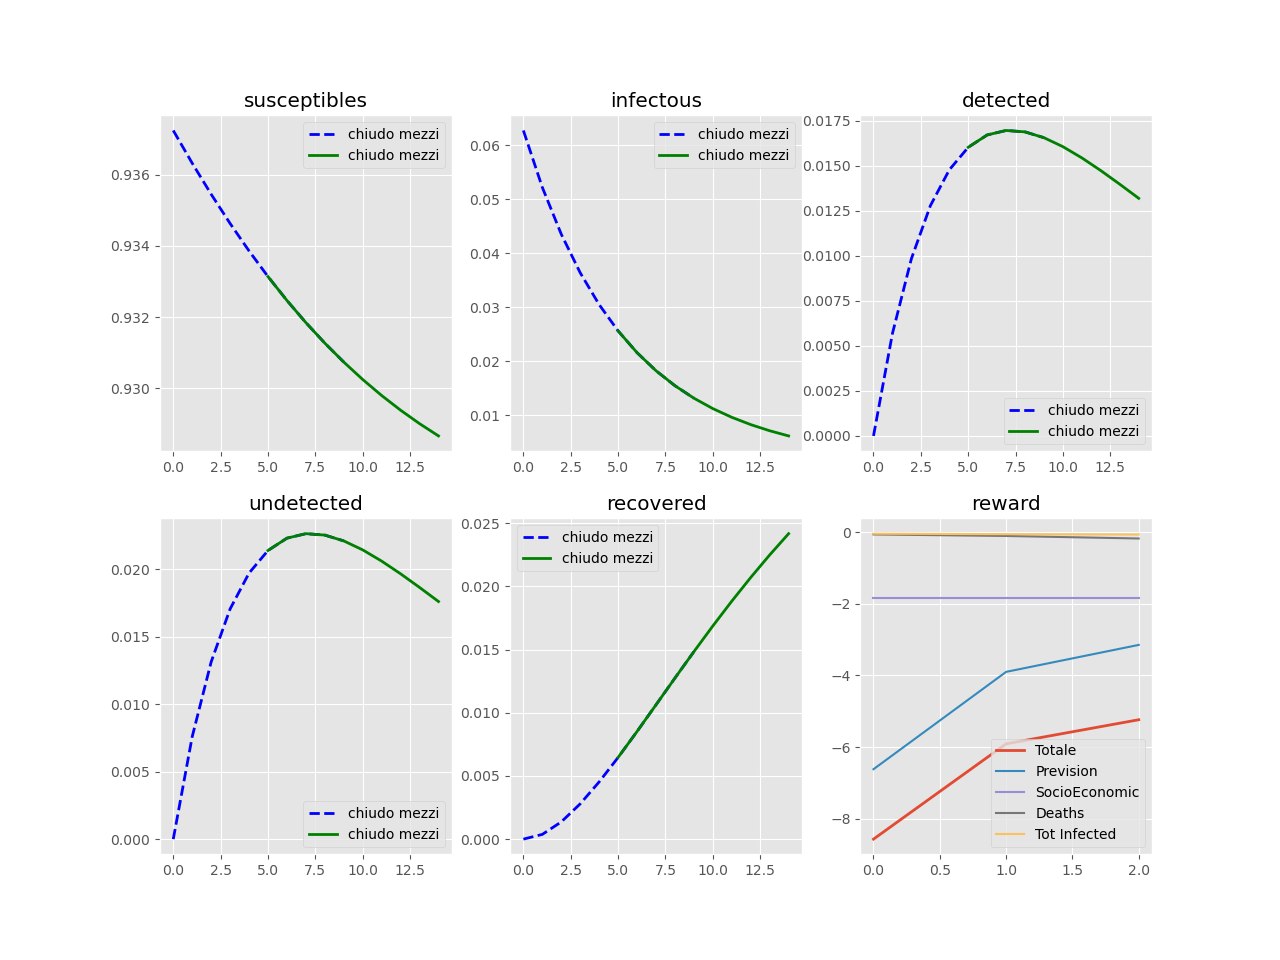 susceptibles
chiudo mezzi
chiudo mezzi
0.936
0.934
0.932
0.930
0.0 2.5 5.0 7.5 10.0 12.5
infectous
chiudo mezzi
chiudo mezzi
0.06
0.05
0.04
0.03
0.02
0.01
0.0 2.5 5.0 7.5 10.0 12.5
detected
0.0175
0.0150
0.0125
0.0100
0.0075
0.0050
0.0025
0.0000
chiudo mezzi
chiudo mezzi
0.0 2.5 5.0 7.5 10.0 12.5
undetected
0.020
0.015
0.010
0.005
0.000
chiudo mezzi
chiudo mezzi
0.0 2.5 5.0 7.5 10.0 12.5
recovered
chiudo mezzi
chiudo mezzi
0.025
0.020
0.015
0.010
0.005
0.000
0.0 2.5 5.0 7.5 10.0 12.5
reward
0
−2
−4
−6
−8
Totale
Prevision
SocioEconomic
Deaths
Tot Infected
0.0 0.5 1.0 1.5 2.0